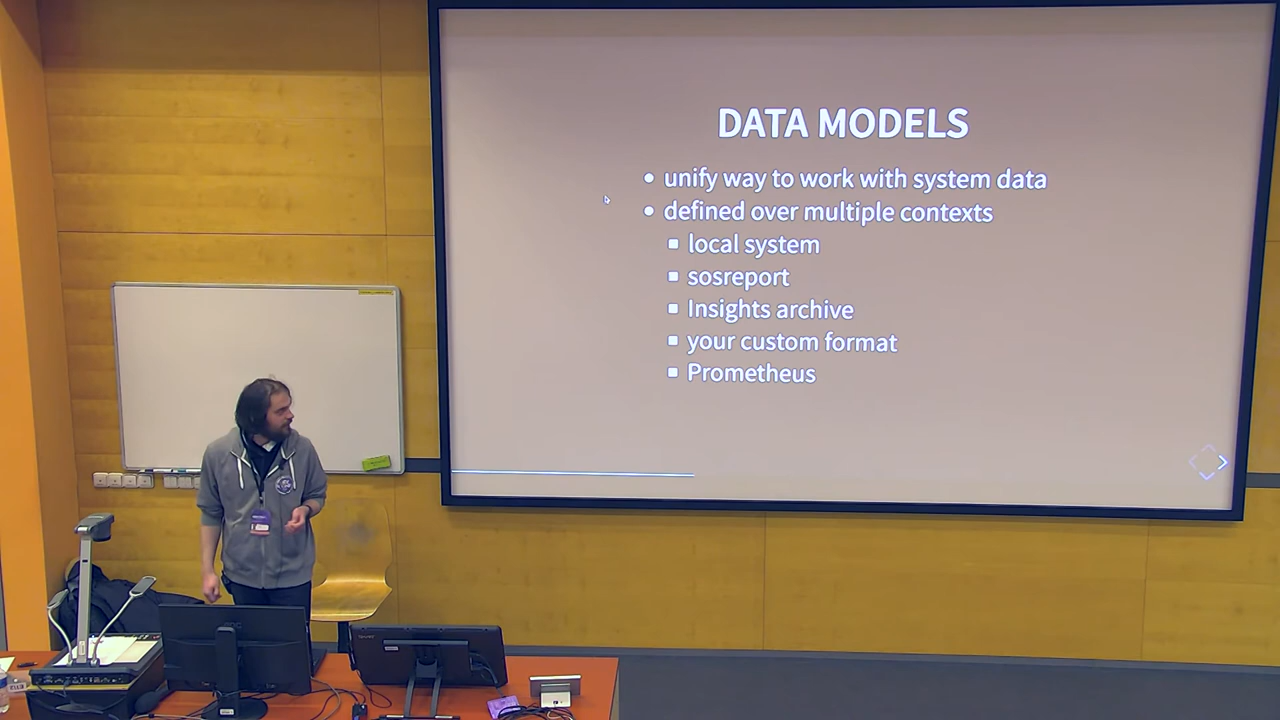 DATA MODELS
unify way to work with system data
defined over multiple contexts
local system
sosreport
Insights archive
your custom format
Prometheus